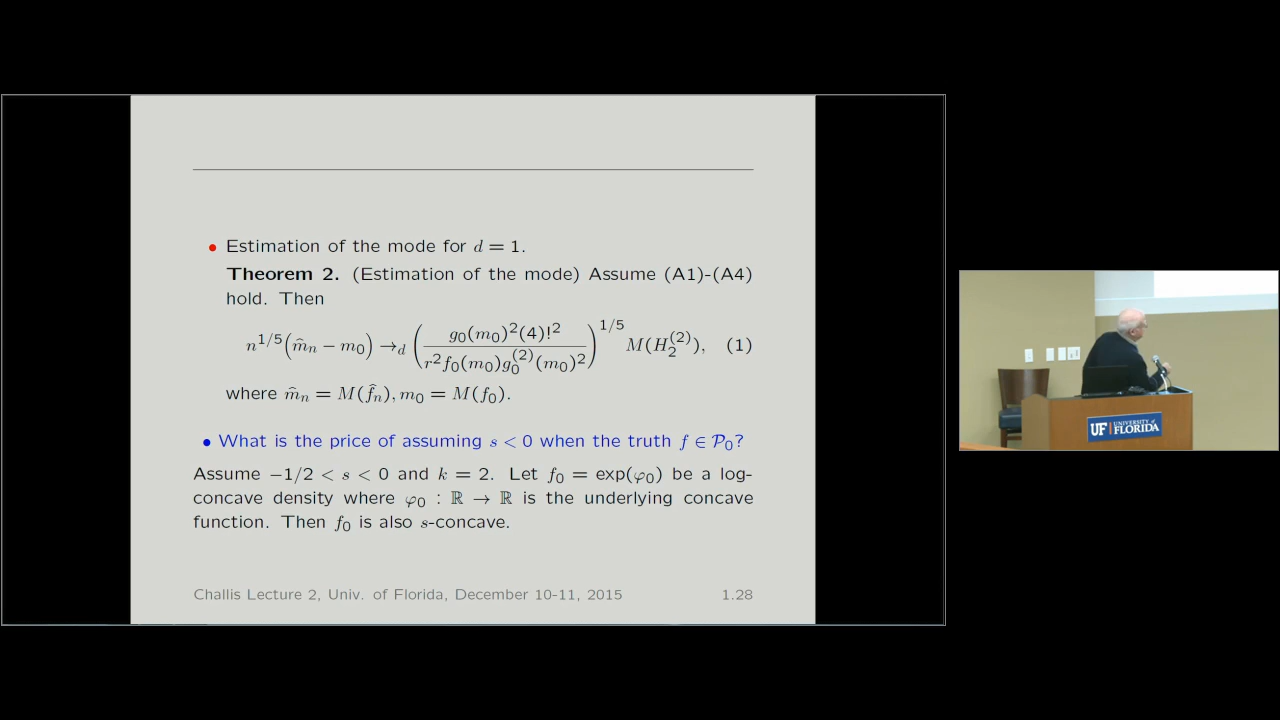 • Estimation of the mode for d = 1.
Theorem 2. (Estimation of the mode) Assume (A1)-(A4)
hold. Then
n^{1/5}(m̂_n − m_0) →_d ( g_0(m_0)^2(4)!^2 / r^2 f_0(m_0)g_0^{(2)}(m_0)^2 )^{1/5} M(H_2^{(2)}), (1)
where m̂_n = M(f̂_n), m_0 = M(f_0).
• What is the price of assuming s < 0 when the truth f ∈ P_0?
Assume −1/2 < s < 0 and k = 2. Let f_0 = exp(φ_0) be a log-
concave density where φ_0 : ℝ → ℝ is the underlying concave
function. Then f_0 is also s-concave.
Challis Lecture 2, Univ. of Florida, December 10-11, 2015 1.28
UF UNIVERSITY of
FLORIDA